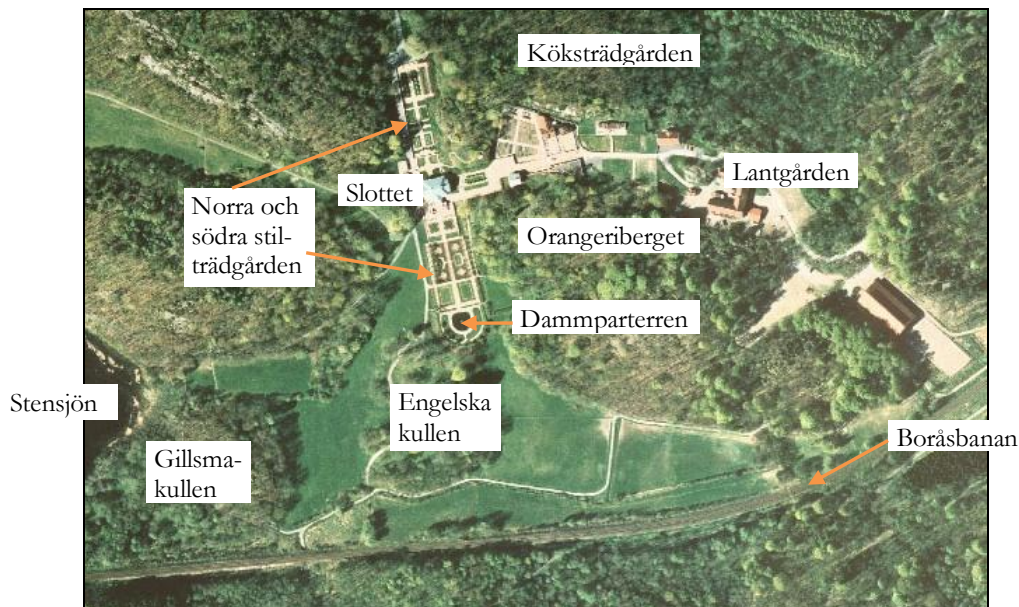 Köksträdgården
Lantgården
Slottet
Norra och
södra stil-
trädgården
Orangeriberget
Dammparterren
Stensjön
Engelska
kullen
Boråsbanan
Gillsma-
kullen